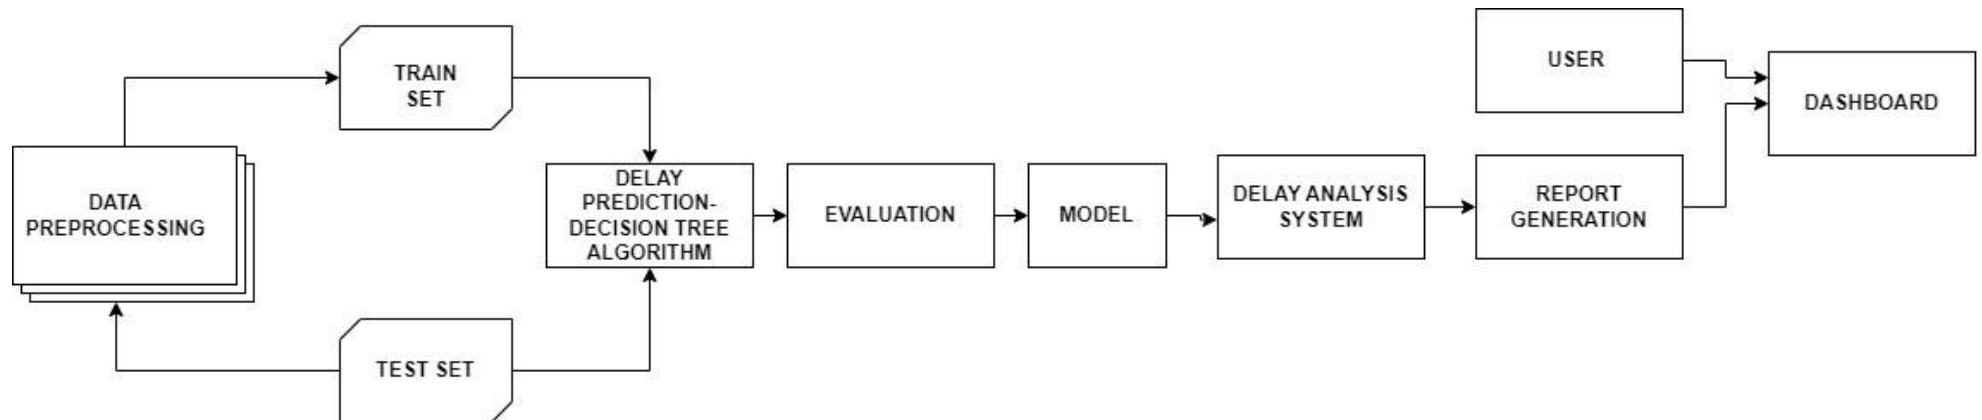 TRAIN
SET
DATA
PREPROCESSING
TEST SET
DELAY
PREDICTION-
DECISION TREE
ALGORITHM
EVALUATION
MODEL
DELAY ANALYSIS
SYSTEM
REPORT
GENERATION
USER
DASHBOARD